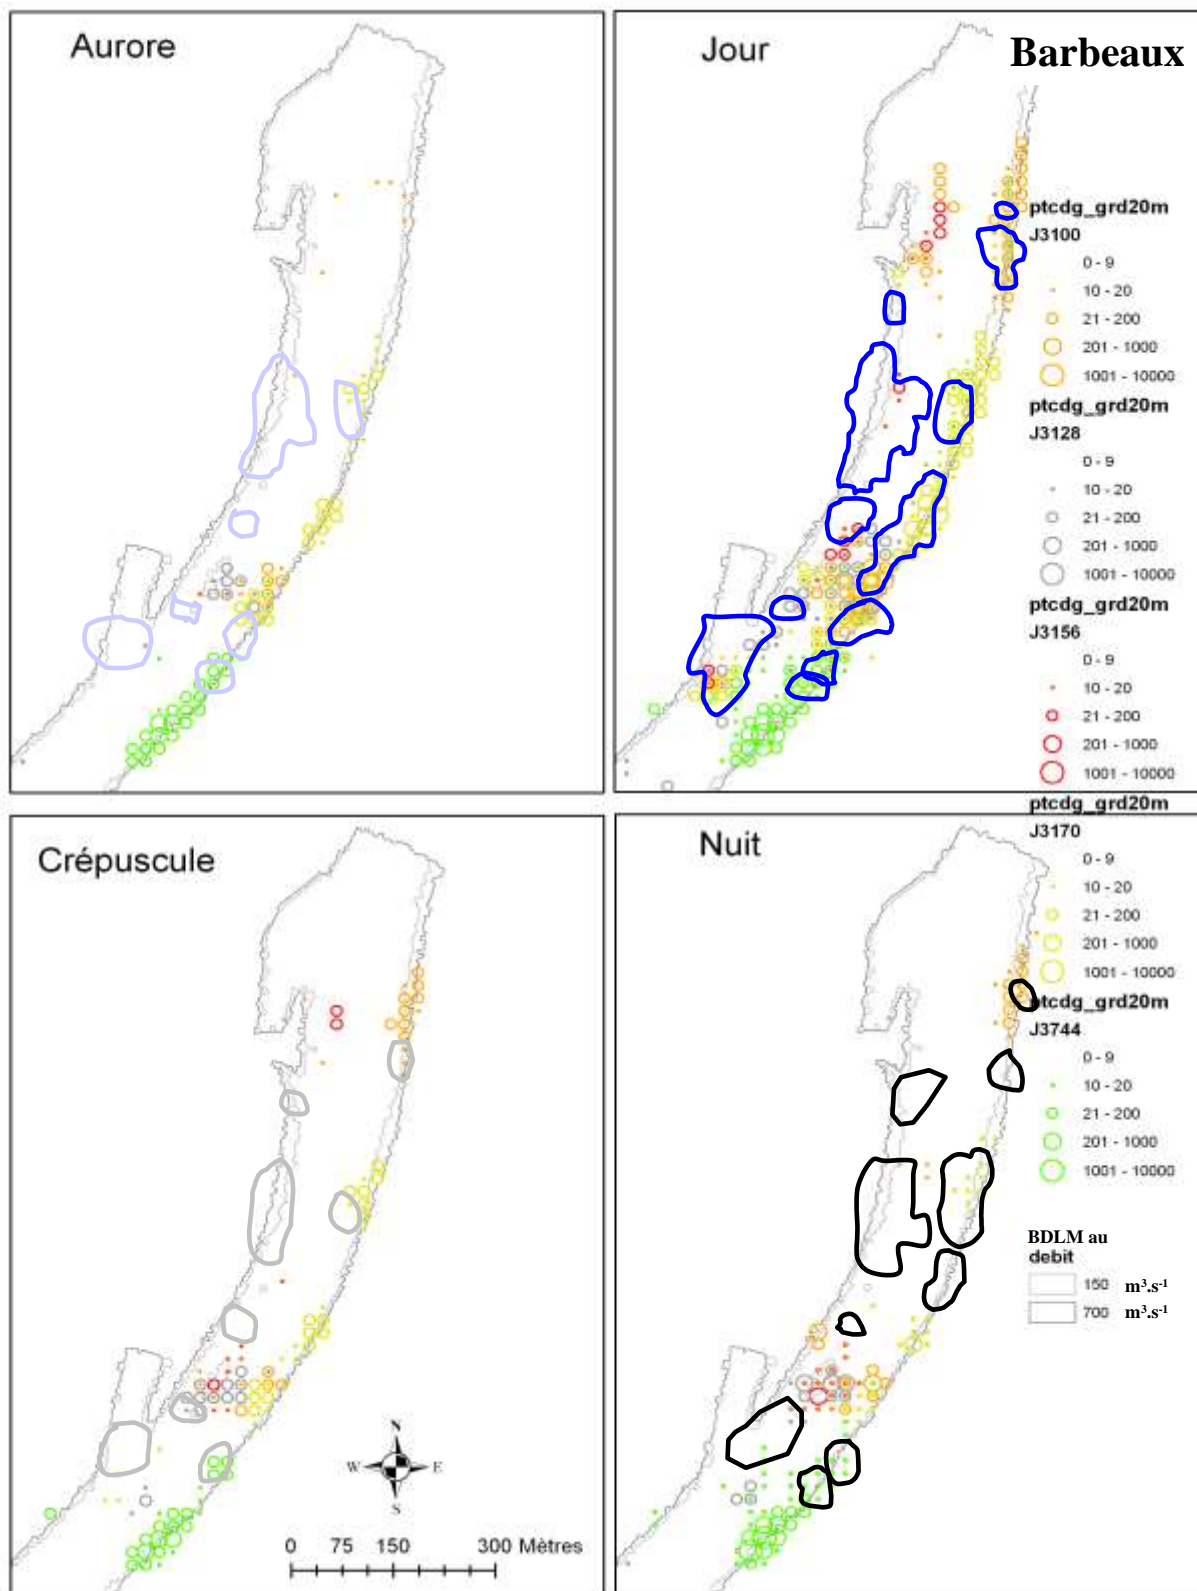 Aurore
Jour
Barbeaux
ptcdg_grd20m
J3100
0 - 9
10 - 20
21 - 200
201 - 1000
1001 - 10000
ptcdg_grd20m
J3128
0 - 9
10 - 20
21 - 200
201 - 1000
1001 - 10000
ptcdg_grd20m
J3156
0 - 9
10 - 20
21 - 200
201 - 1000
1001 - 10000
ptcdg_grd20m
J3170
0 - 9
10 - 20
21 - 200
201 - 1000
1001 - 10000
ptcdg_grd20m
J3744
0 - 9
10 - 20
21 - 200
201 - 1000
1001 - 10000
BDLM au
debit
150 m³.s⁻¹
700 m³.s⁻¹
Crépuscule
Nuit
N
W E
S
0 75 150 300 Mètres